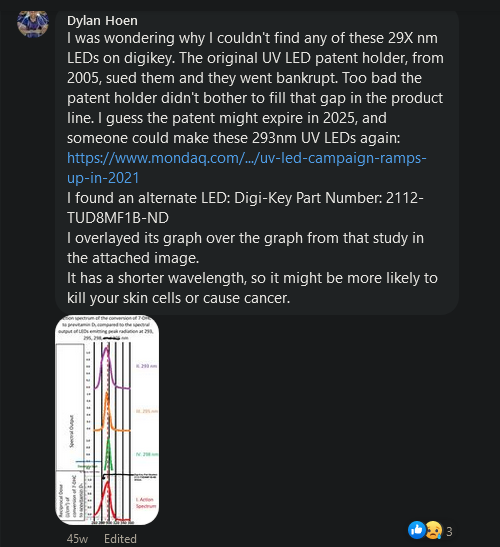 Dylan Hoen
I was wondering why I couldn't find any of these 29X nm
LEDs on digikey. The original UV LED patent holder, from
2005, sued them and they went bankrupt. Too bad the
patent holder didn't bother to fill that gap in the product
line. I guess the patent might expire in 2025, and
someone could make these 293nm UV LEDs again:
https://www.mondaq.com/.../uv-led-campaign-ramps-
up-in-2021
I found an alternate LED: Digi-Key Part Number: 2112-
TUD8MF1B-ND
I overlayed its graph over the graph from that study in
the attached image.
It has a shorter wavelength, so it might be more likely to
kill your skin cells or cause cancer.
spectrum of the conversion of 7-DHC
to previtamin D₃ compared to the spectral
output of LEDs emitting peak radiation at 293,
295, 298, nm
II. 293 nm
III. 295 nm
IV. 298 nm
Spectral Output
I. Action
Spectrum
Reciprocal Dose
conversion of 7-DHC
to previtamin D₃
45w Edited
3